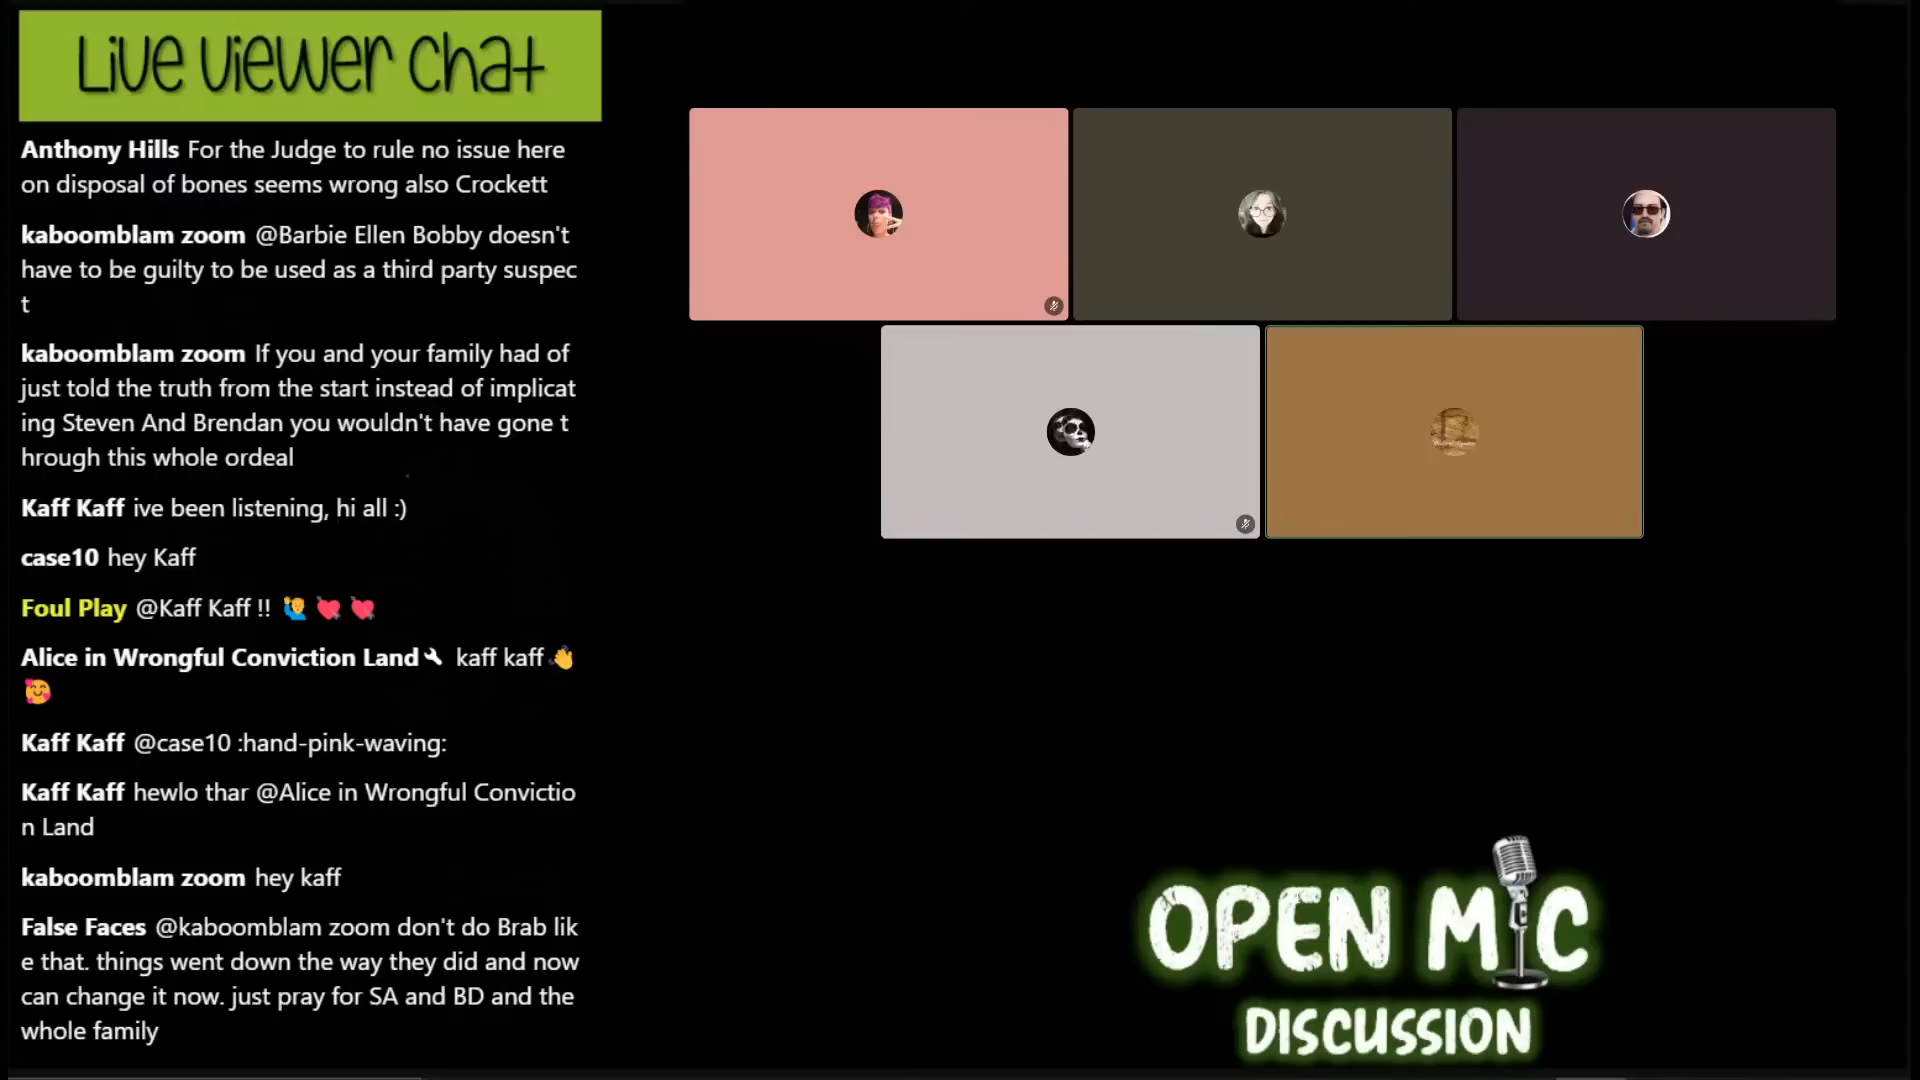 Live Viewer Chat
Anthony Hills For the Judge to rule no issue here
on disposal of bones seems wrong also Crockett
kaboomblam zoom @Barbie Ellen Bobby doesn't
have to be guilty to be used as a third party suspec
t
kaboomblam zoom If you and your family had of
just told the truth from the start instead of implicat
ing Steven And Brendan you wouldn't have gone t
hrough this whole ordeal
Kaff Kaff ive been listening, hi all :)
case10 hey Kaff
Foul Play @Kaff Kaff !! 🙋💘💘
Alice in Wrongful Conviction Land kaff kaff 👋
🥰
Kaff Kaff @case10 :hand-pink-waving:
Kaff Kaff hewlo thar @Alice in Wrongful Convictio
n Land
kaboomblam zoom hey kaff
False Faces @kaboomblam zoom don't do Brab lik
e that. things went down the way they did and now
can change it now. just pray for SA and BD and the
whole family
OPEN MIC
DISCUSSION